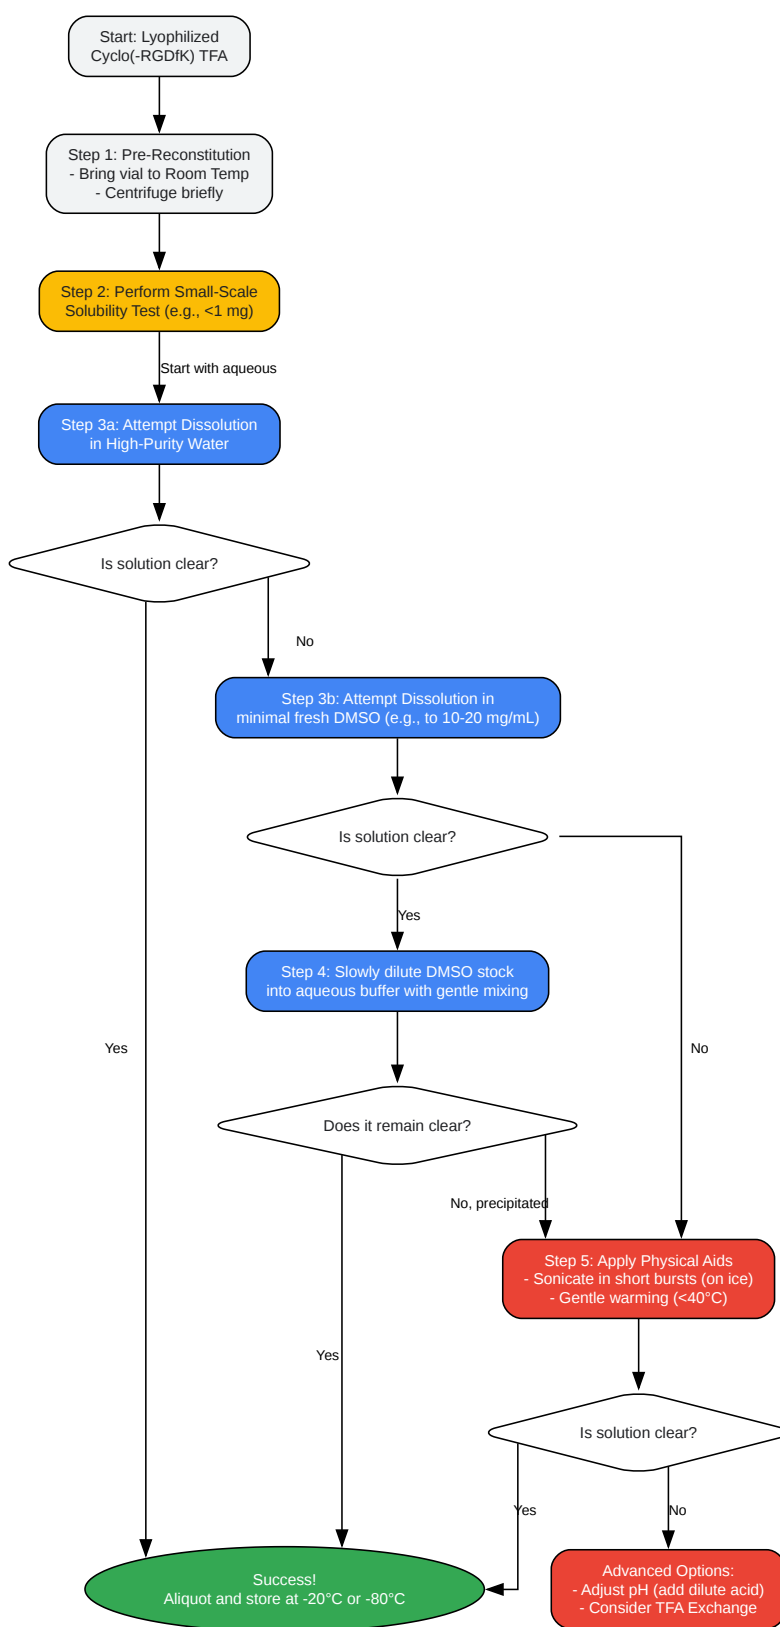 Start: Lyophilized
Cyclo(-RGDfK) TFA
Step 1: Pre-Reconstitution
- Bring vial to Room Temp
- Centrifuge briefly
Step 2: Perform Small-Scale
Solubility Test (e.g., <1 mg)
Start with aqueous
Step 3a: Attempt Dissolution
in High-Purity Water
Is solution clear?
No
Step 3b: Attempt Dissolution in
minimal fresh DMSO (e.g., to 10-20 mg/mL)
Is solution clear?
Yes
Step 4: Slowly dilute DMSO stock
into aqueous buffer with gentle mixing
Yes
No
Does it remain clear?
No, precipitated
Step 5: Apply Physical Aids
- Sonicate in short bursts (on ice)
- Gentle warming (<40°C)
Yes
Is solution clear?
Yes
No
Success!
Aliquot and store at -20°C or -80°C
Advanced Options:
- Adjust pH (add dilute acid)
- Consider TFA Exchange